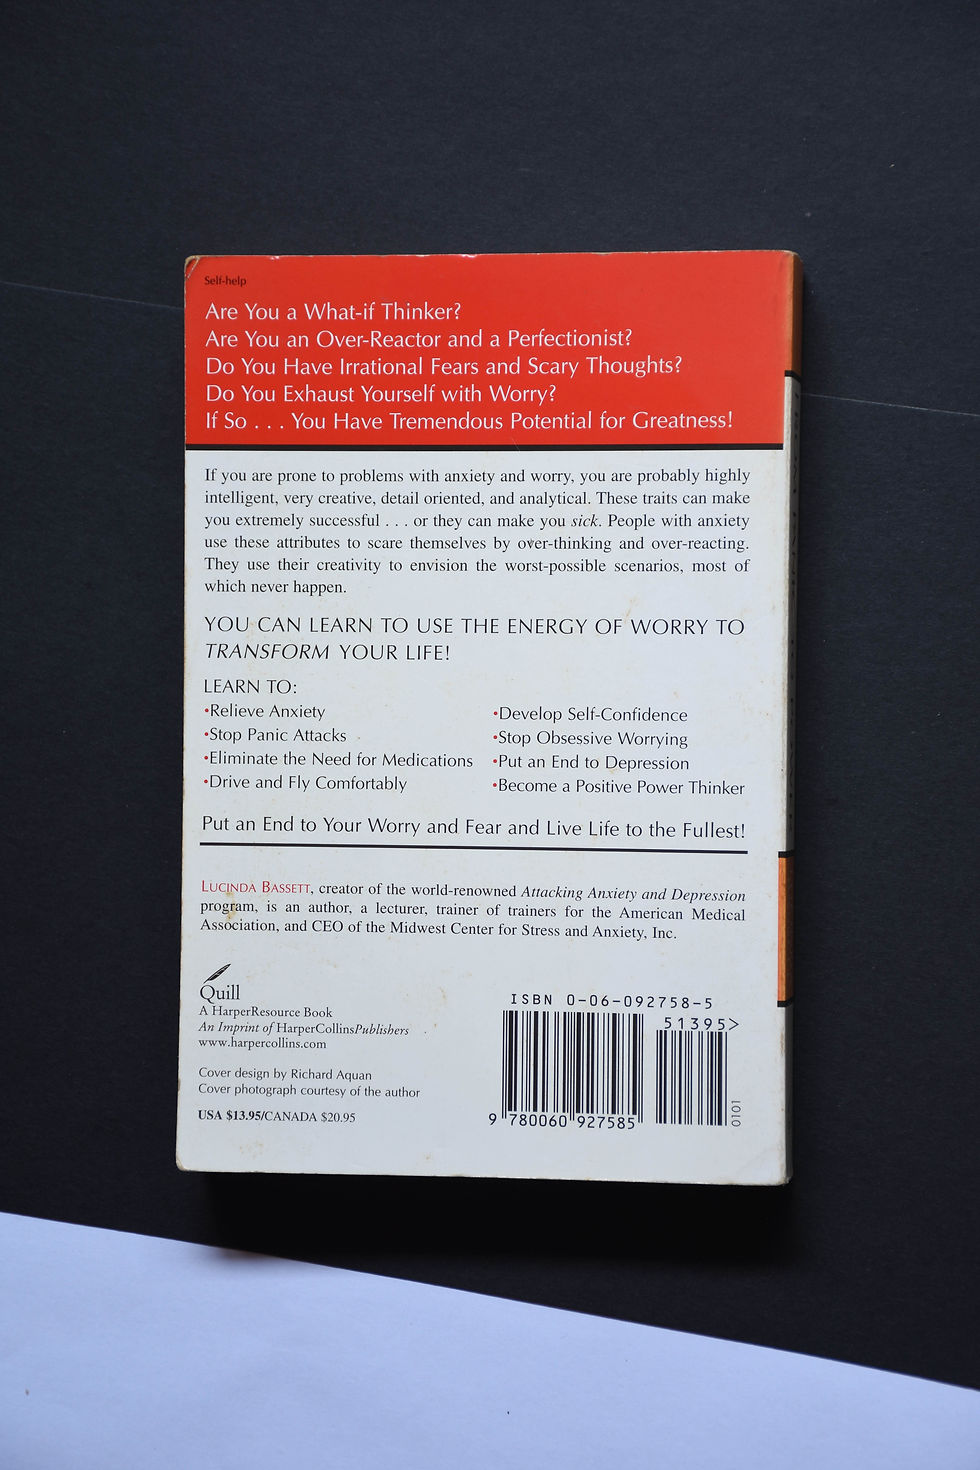 Self-help
Are You a What-if Thinker?
Are You an Over-Reactor and a Perfectionist?
Do You Have Irrational Fears and Scary Thoughts?
Do You Exhaust Yourself with Worry?
If So . . . You Have Tremendous Potential for Greatness!
If you are prone to problems with anxiety and worry, you are probably highly
intelligent, very creative, detail oriented, and analytical. These traits can make
you extremely successful . . . or they can make you sick. People with anxiety
use these attributes to scare themselves by over-thinking and over-reacting.
They use their creativity to envision the worst-possible scenarios, most of
which never happen.
YOU CAN LEARN TO USE THE ENERGY OF WORRY TO
TRANSFORM YOUR LIFE!
LEARN TO:
•Relieve Anxiety
•Stop Panic Attacks
•Eliminate the Need for Medications
•Drive and Fly Comfortably
•Develop Self-Confidence
•Stop Obsessive Worrying
•Put an End to Depression
•Become a Positive Power Thinker
Put an End to Your Worry and Fear and Live Life to the Fullest!
LUCINDA BASSETT, creator of the world-renowned Attacking Anxiety and Depression
program, is an author, a lecturer, trainer of trainers for the American Medical
Association, and CEO of the Midwest Center for Stress and Anxiety, Inc.
Quill
A HarperResource Book
An Imprint of HarperCollinsPublishers
www.harpercollins.com
Cover design by Richard Aquan
Cover photograph courtesy of the author
USA $13.95/CANADA $20.95
ISBN 0-06-092758-5
51395>
9 780060 927585
0101